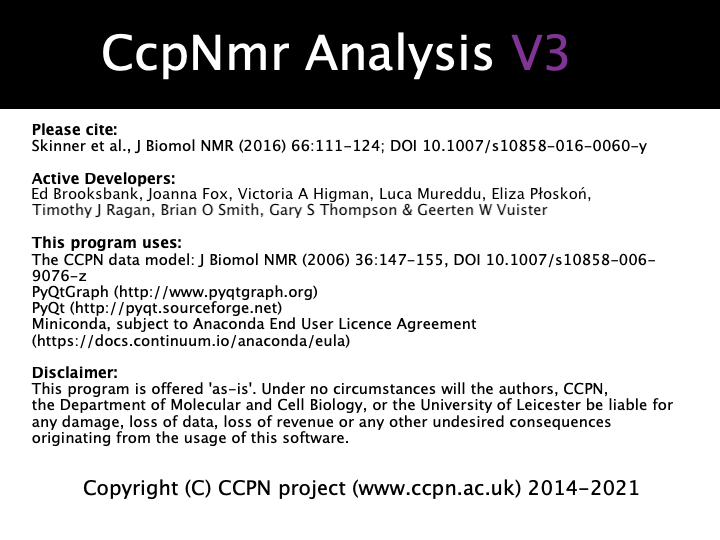 CcpNmr Analysis V3
Please cite:
Skinner et al., J Biomol NMR (2016) 66:111-124; DOI 10.1007/s10858-016-0060-y
Active Developers:
Ed Brooksbank, Joanna Fox, Victoria A Higman, Luca Mureddu, Eliza Płoskoń,
Timothy J Ragan, Brian O Smith, Gary S Thompson & Geerten W Vuister
This program uses:
The CCPN data model: J Biomol NMR (2006) 36:147-155, DOI 10.1007/s10858-006-
9076-z
PyQtGraph (http://www.pyqtgraph.org)
PyQt (http://pyqt.sourceforge.net)
Miniconda, subject to Anaconda End User Licence Agreement
(https://docs.continuum.io/anaconda/eula)
Disclaimer:
This program is offered 'as-is'. Under no circumstances will the authors, CCPN,
the Department of Molecular and Cell Biology, or the University of Leicester be liable for
any damage, loss of data, loss of revenue or any other undesired consequences
originating from the usage of this software.
Copyright (C) CCPN project (www.ccpn.ac.uk) 2014-2021